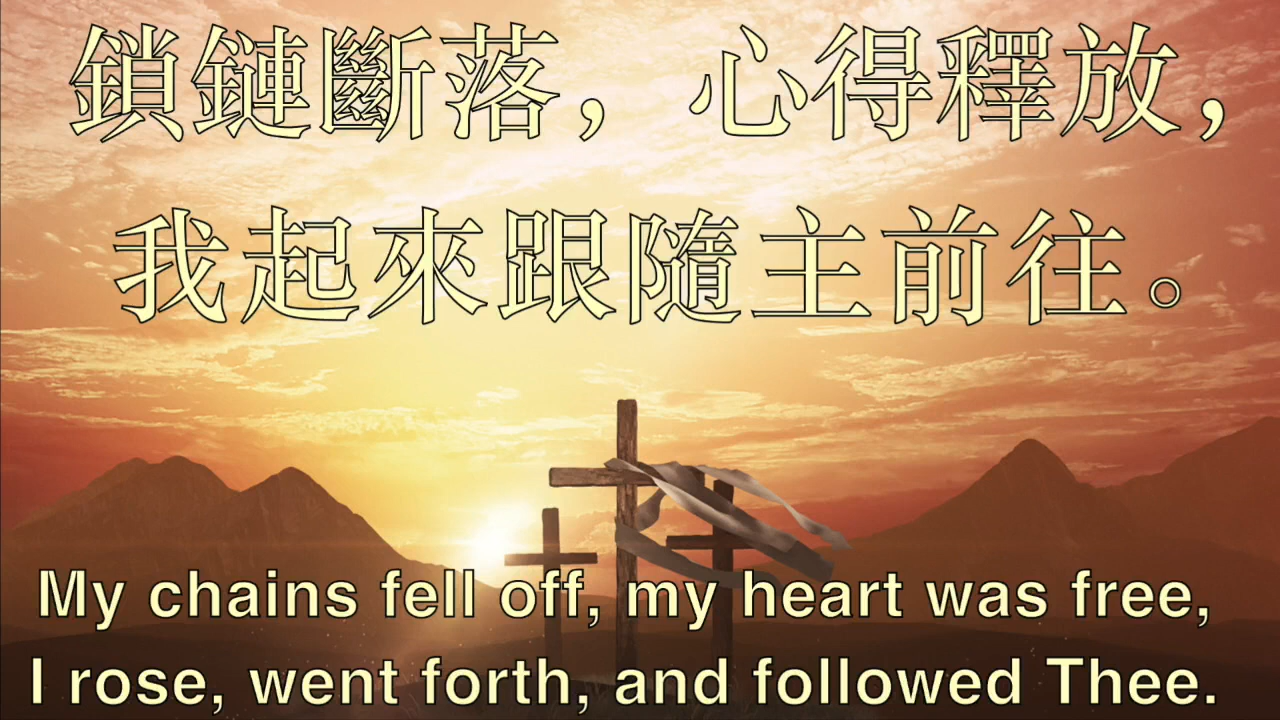 鎖鏈斷落，心得釋放，
我起來跟隨主前往。
My chains fell off, my heart was free,
I rose, went forth, and followed Thee.